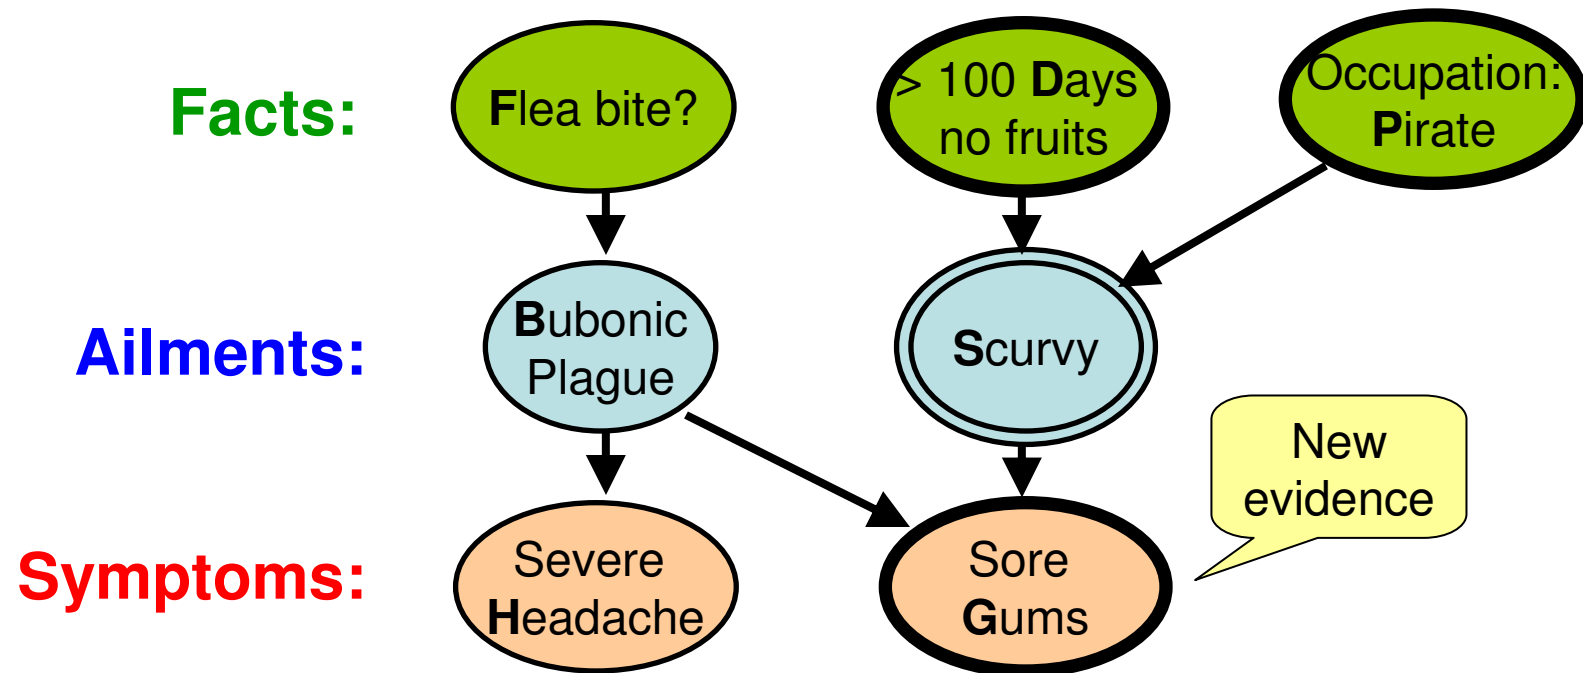 Facts:
Flea bite?
> 100 Days
no fruits
Occupation:
Pirate
Ailments:
Bubonic
Plague
Scurvy
New
evidence
Symptoms:
Severe
Headache
Sore
Gums